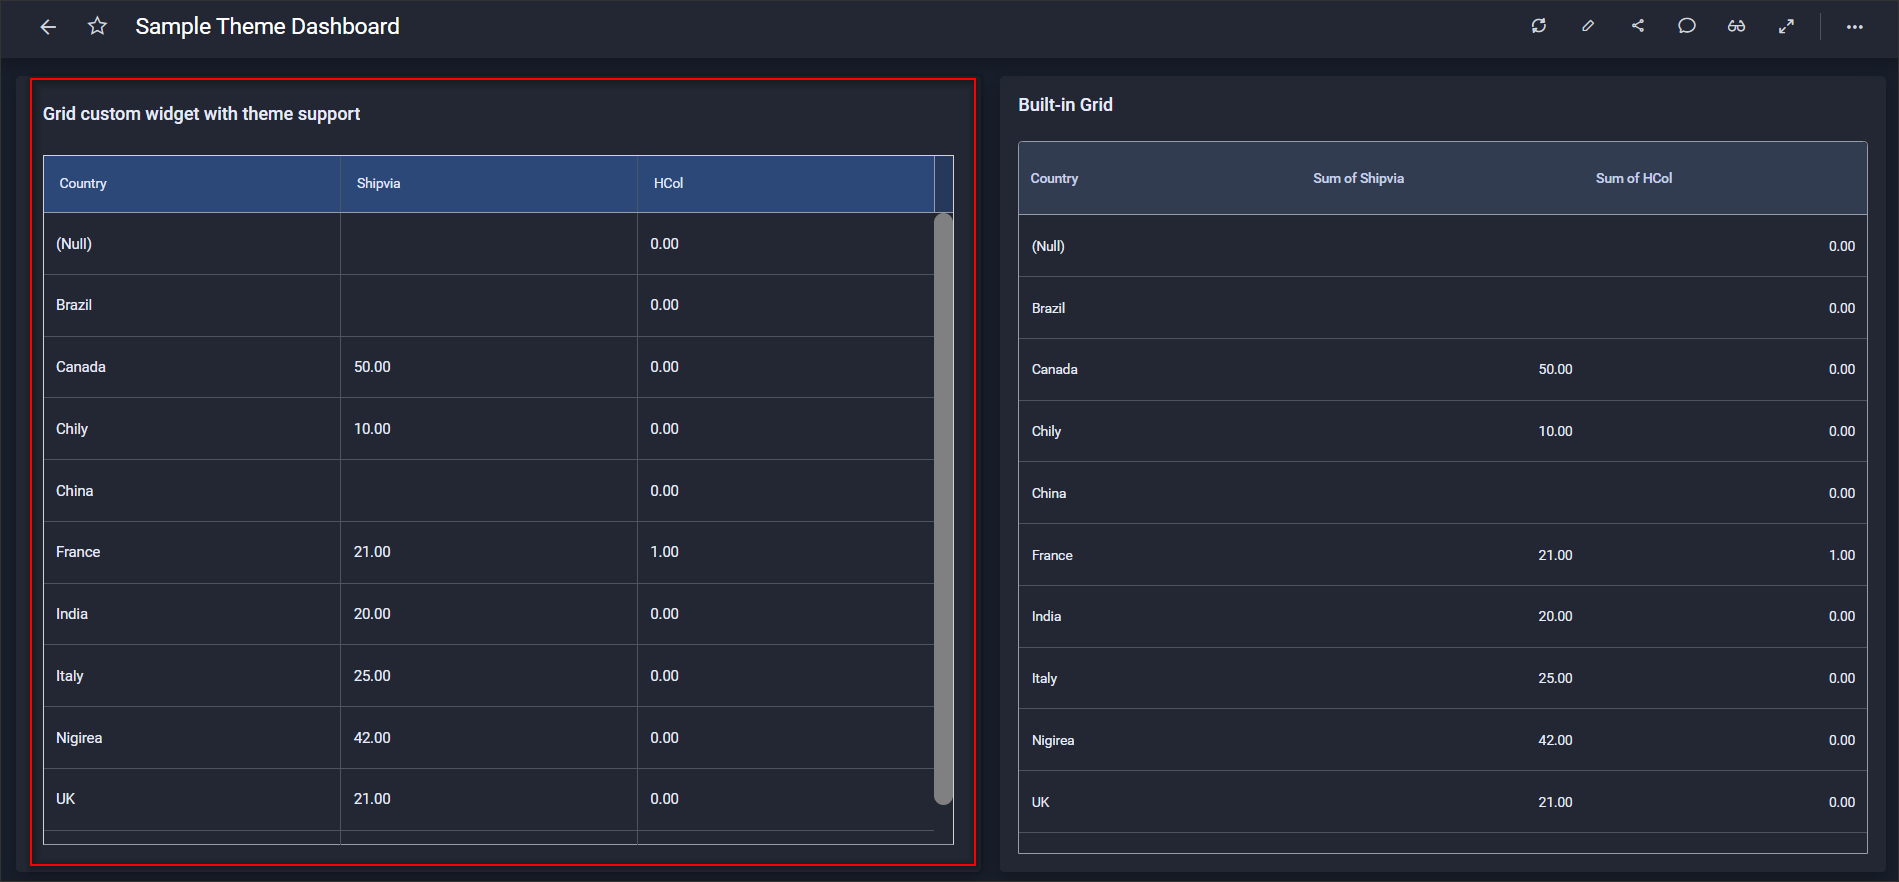 Sample Theme Dashboard
Grid custom widget with theme support
Country Shipvia HCol
(Null) 0.00
Brazil 0.00
Canada 50.00 0.00
Chily 10.00 0.00
China 0.00
France 21.00 1.00
India 20.00 0.00
Italy 25.00 0.00
Nigirea 42.00 0.00
UK 21.00 0.00
Built-in Grid
Country Sum of Shipvia Sum of HCol
(Null) 0.00
Brazil 0.00
Canada 50.00 0.00
Chily 10.00 0.00
China 0.00
France 21.00 1.00
India 20.00 0.00
Italy 25.00 0.00
Nigirea 42.00 0.00
UK 21.00 0.00